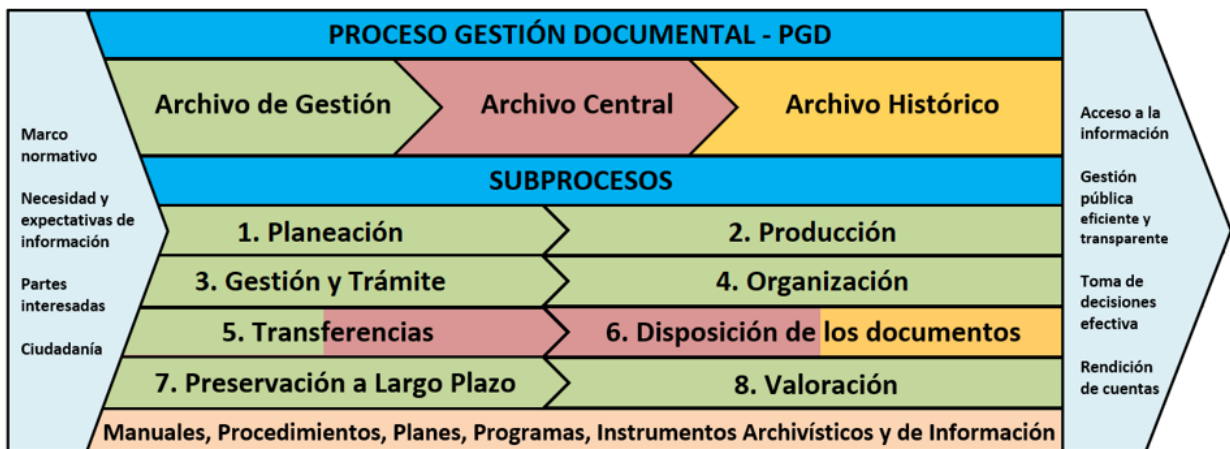 PROCESO GESTIÓN DOCUMENTAL - PGD
Archivo de Gestión
Archivo Central
Archivo Histórico
Marco
normativo
Necesidad y
expectativas de
información
Partes
interesadas
Ciudadanía
SUBPROCESOS
1. Planeación
2. Producción
3. Gestión y Trámite
4. Organización
5. Transferencias
6. Disposición de los documentos
7. Preservación a Largo Plazo
8. Valoración
Manuales, Procedimientos, Planes, Programas, Instrumentos Archivísticos y de Información
Acceso a la
información
Gestión
pública
eficiente y
transparente
Toma de
decisiones
efectiva
Rendición
de cuentas